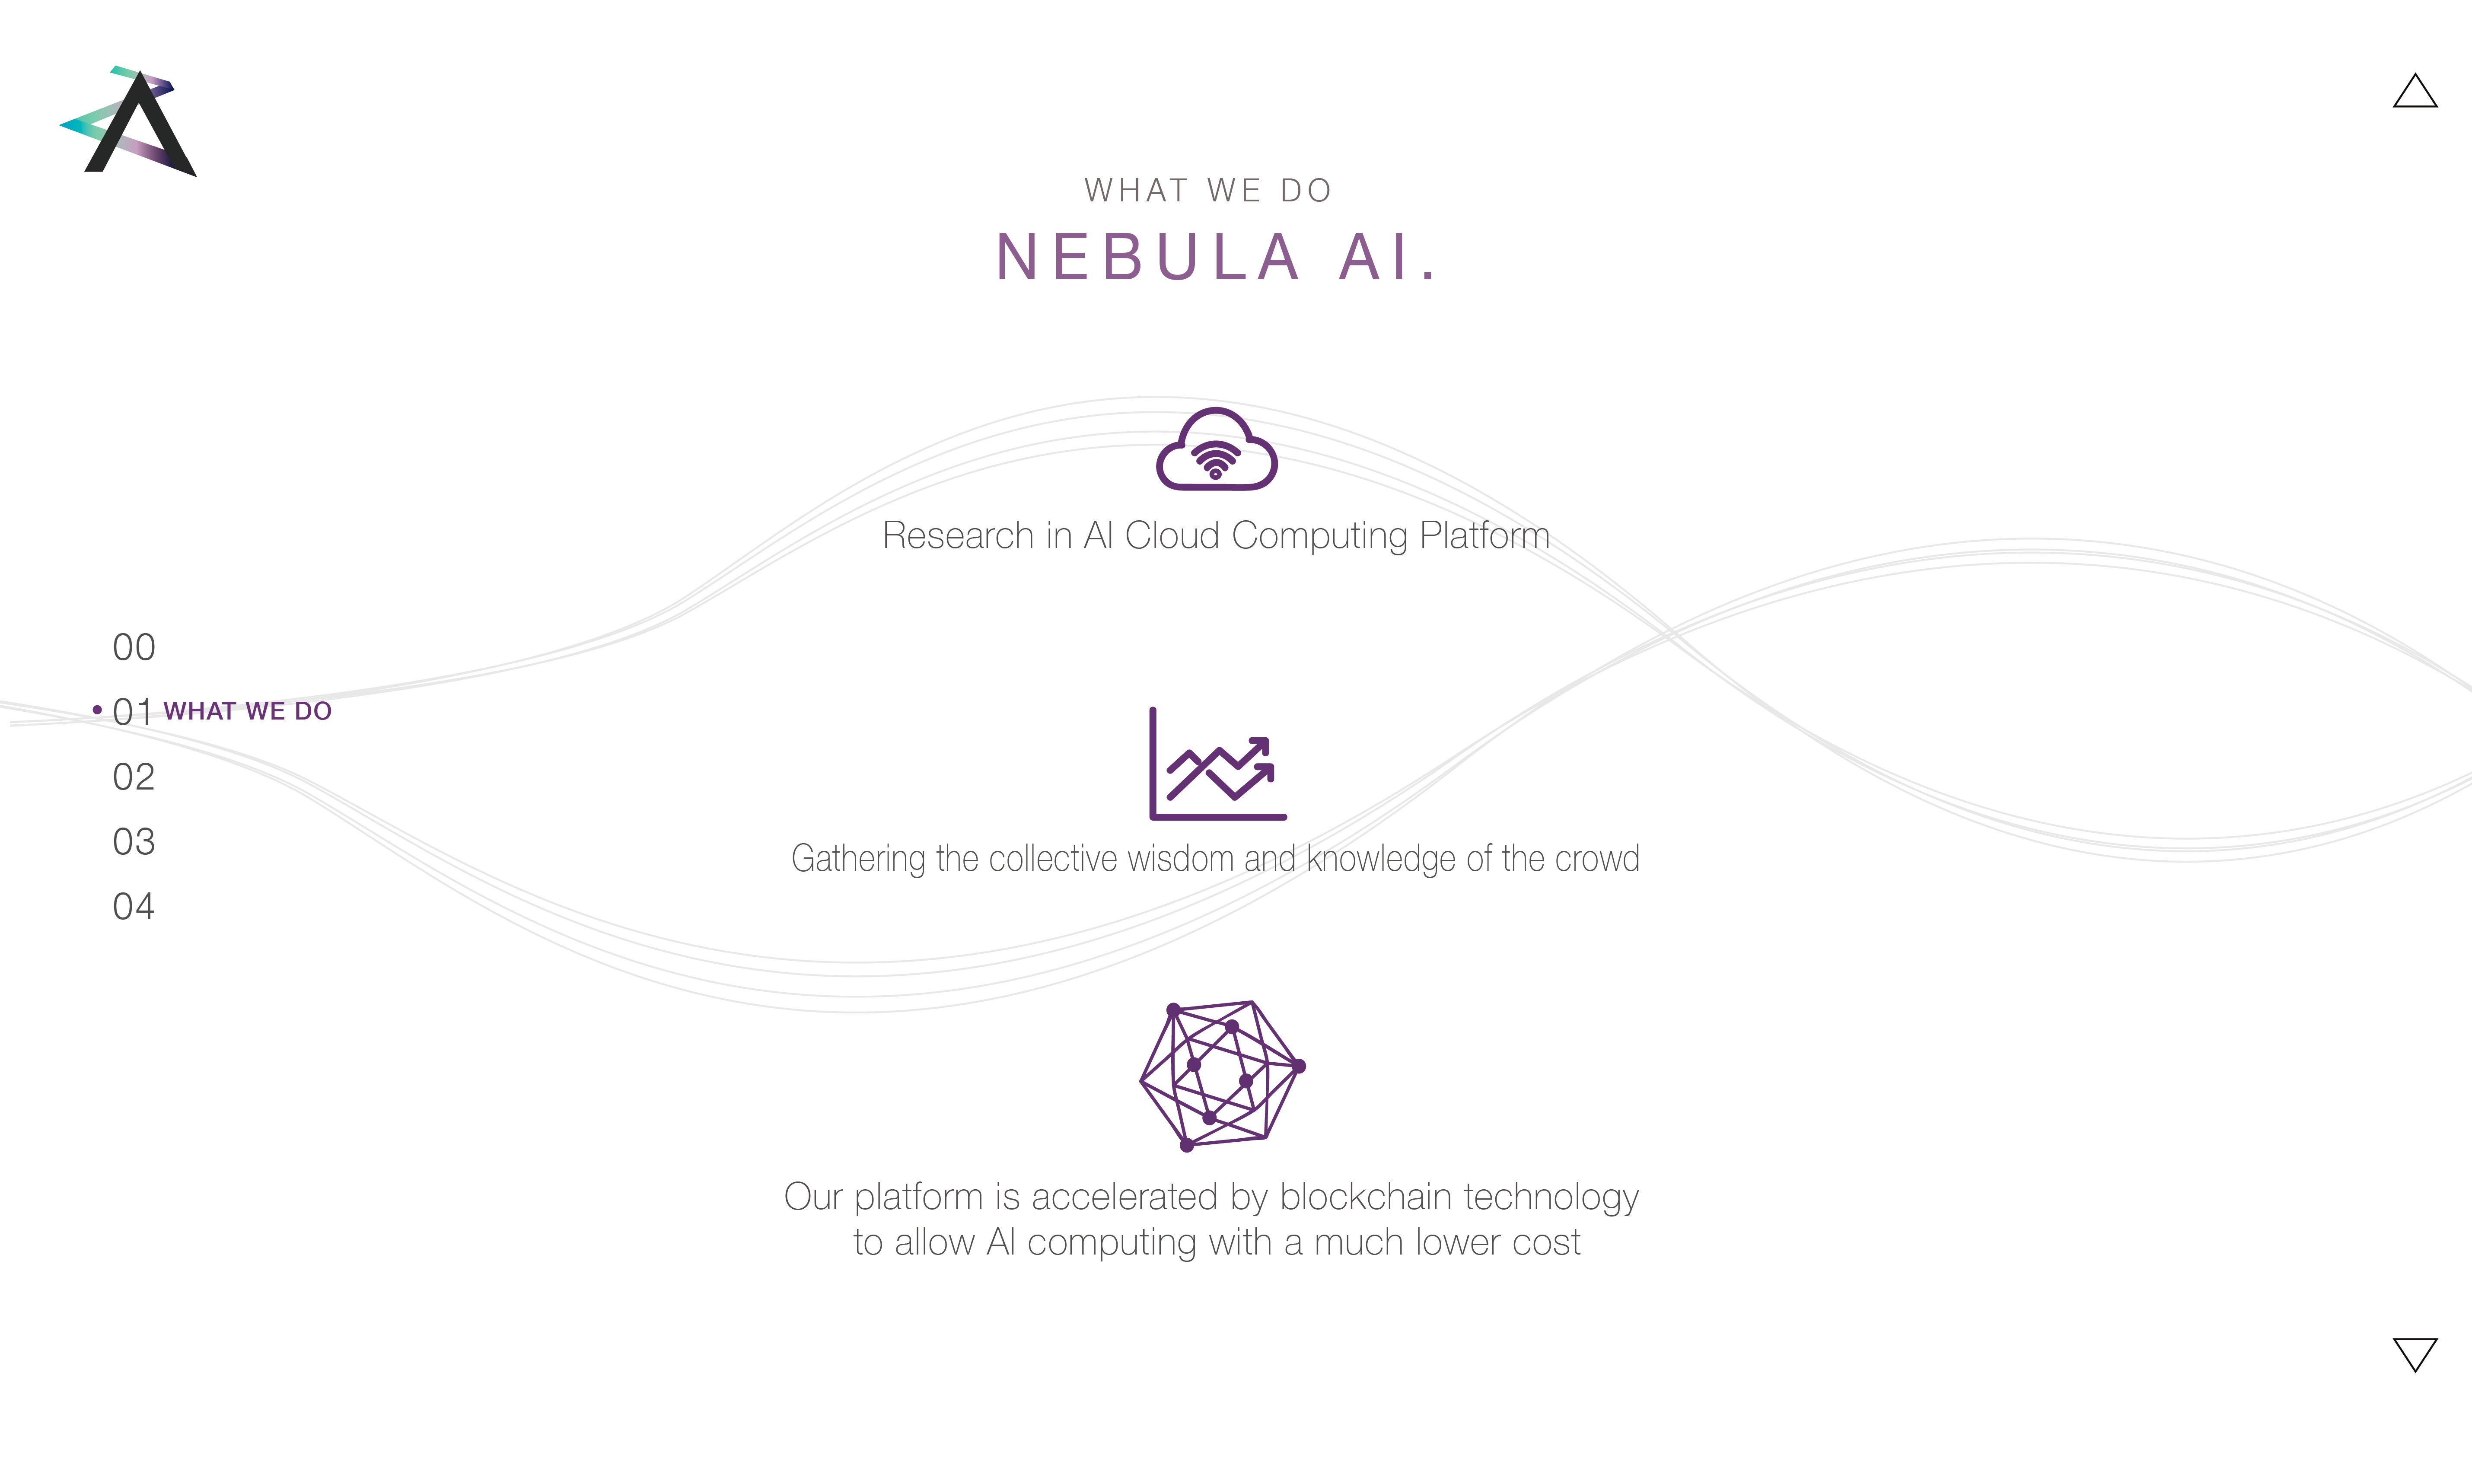 WHAT WE DO
NEBULA AI.
Research in AI Cloud Computing Platform
00
01 WHAT WE DO
02
03
04
Gathering the collective wisdom and knowledge of the crowd
Our platform is accelerated by blockchain technology
to allow AI computing with a much lower cost